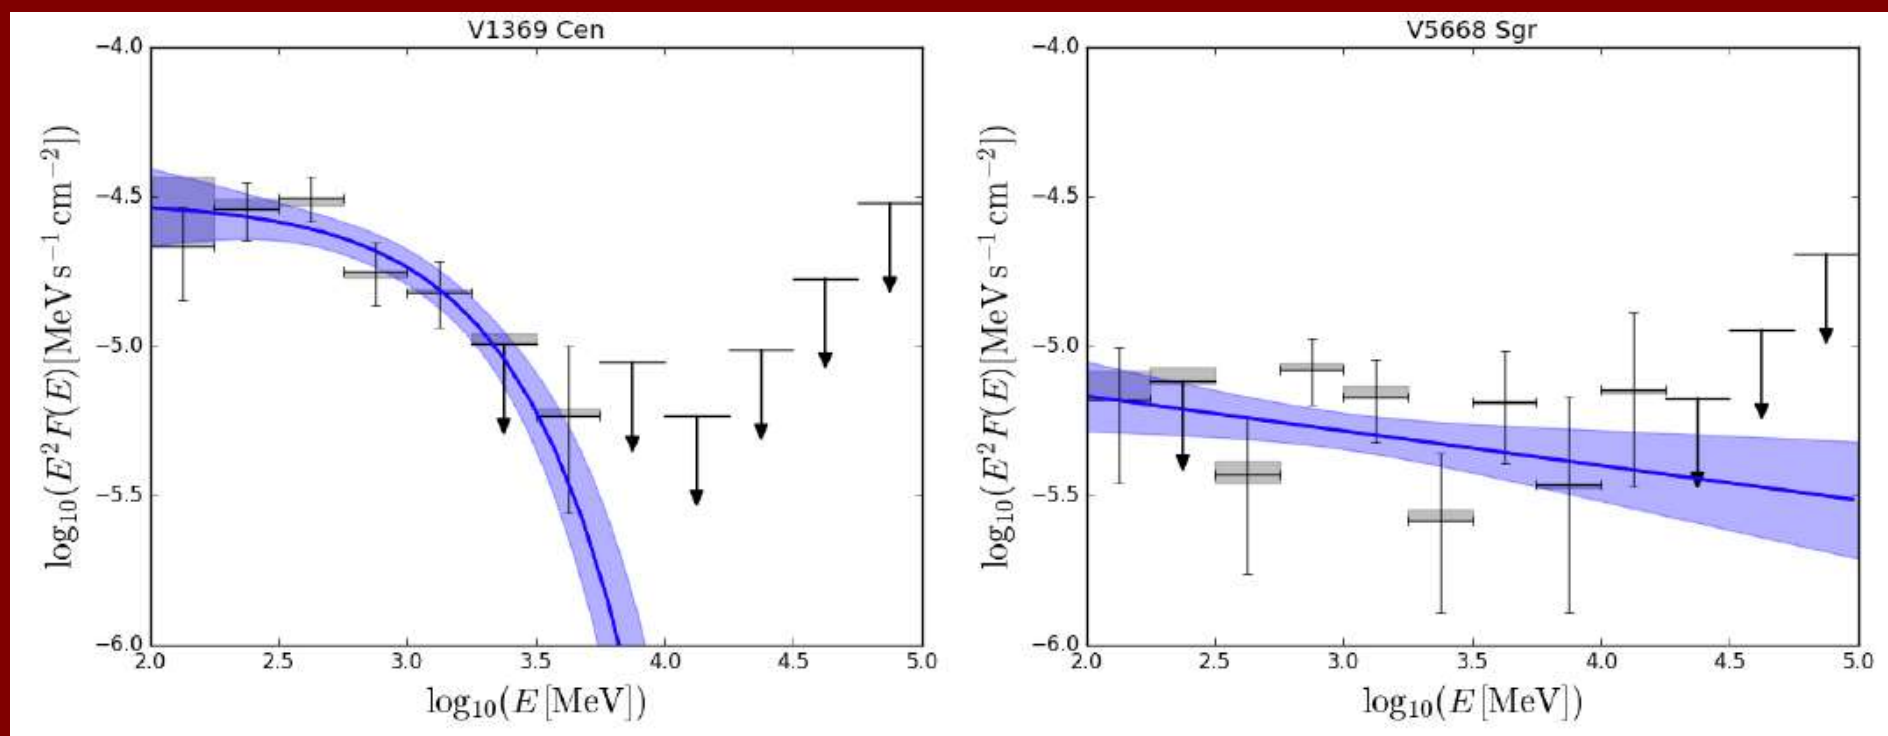 V1369 Cen
−4.0
−4.5
−5.0
−5.5
−6.0
log₁₀(E² F(E) [MeV s⁻¹ cm⁻²])
2.0 2.5 3.0 3.5 4.0 4.5 5.0
log₁₀(E [MeV])
V5668 Sgr
−4.0
−4.5
−5.0
−5.5
−6.0
log₁₀(E² F(E) [MeV s⁻¹ cm⁻²])
2.0 2.5 3.0 3.5 4.0 4.5 5.0
log₁₀(E [MeV])